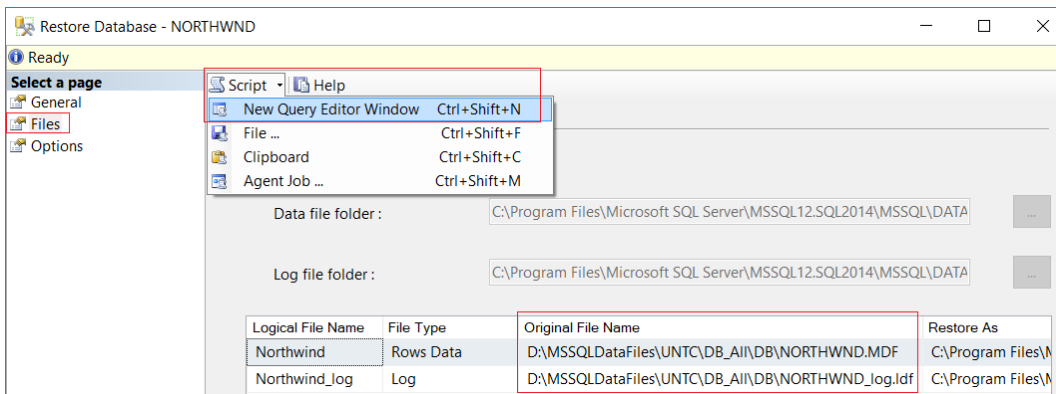 Restore Database - NORTHWND
Ready
Select a page
General
Files
Options
Script Help
New Query Editor Window Ctrl+Shift+N
File ... Ctrl+Shift+F
Clipboard Ctrl+Shift+C
Agent Job ... Ctrl+Shift+M
Data file folder : C:\Program Files\Microsoft SQL Server\MSSQL12.SQL2014\MSSQL\DATA ...
Log file folder : C:\Program Files\Microsoft SQL Server\MSSQL12.SQL2014\MSSQL\DATA ...
Logical File Name File Type Original File Name Restore As
Northwind Rows Data D:\MSSQLDataFiles\UNTC\DB_All\DB\NORTHWND.MDF C:\Program Files\M
Northwind_log Log D:\MSSQLDataFiles\UNTC\DB_All\DB\NORTHWND_log.ldf C:\Program Files\M